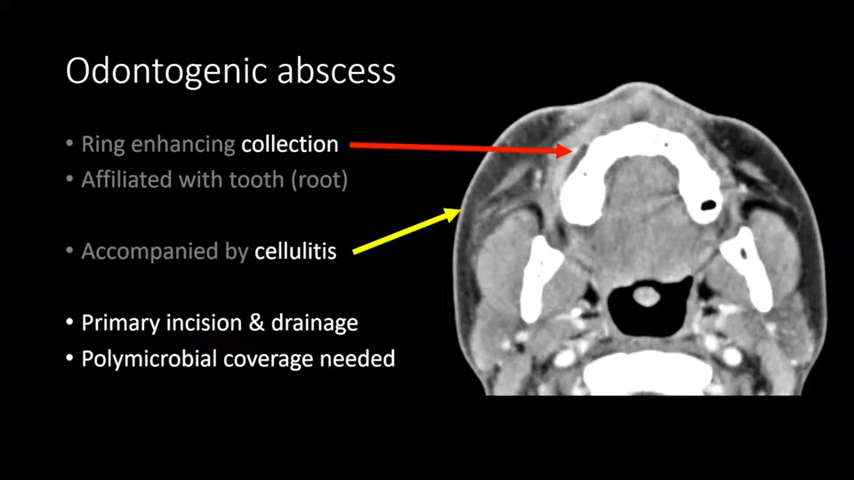 Odontogenic abscess
• Ring enhancing collection
• Affiliated with tooth (root)
• Accompanied by cellulitis
• Primary incision & drainage
• Polymicrobial coverage needed